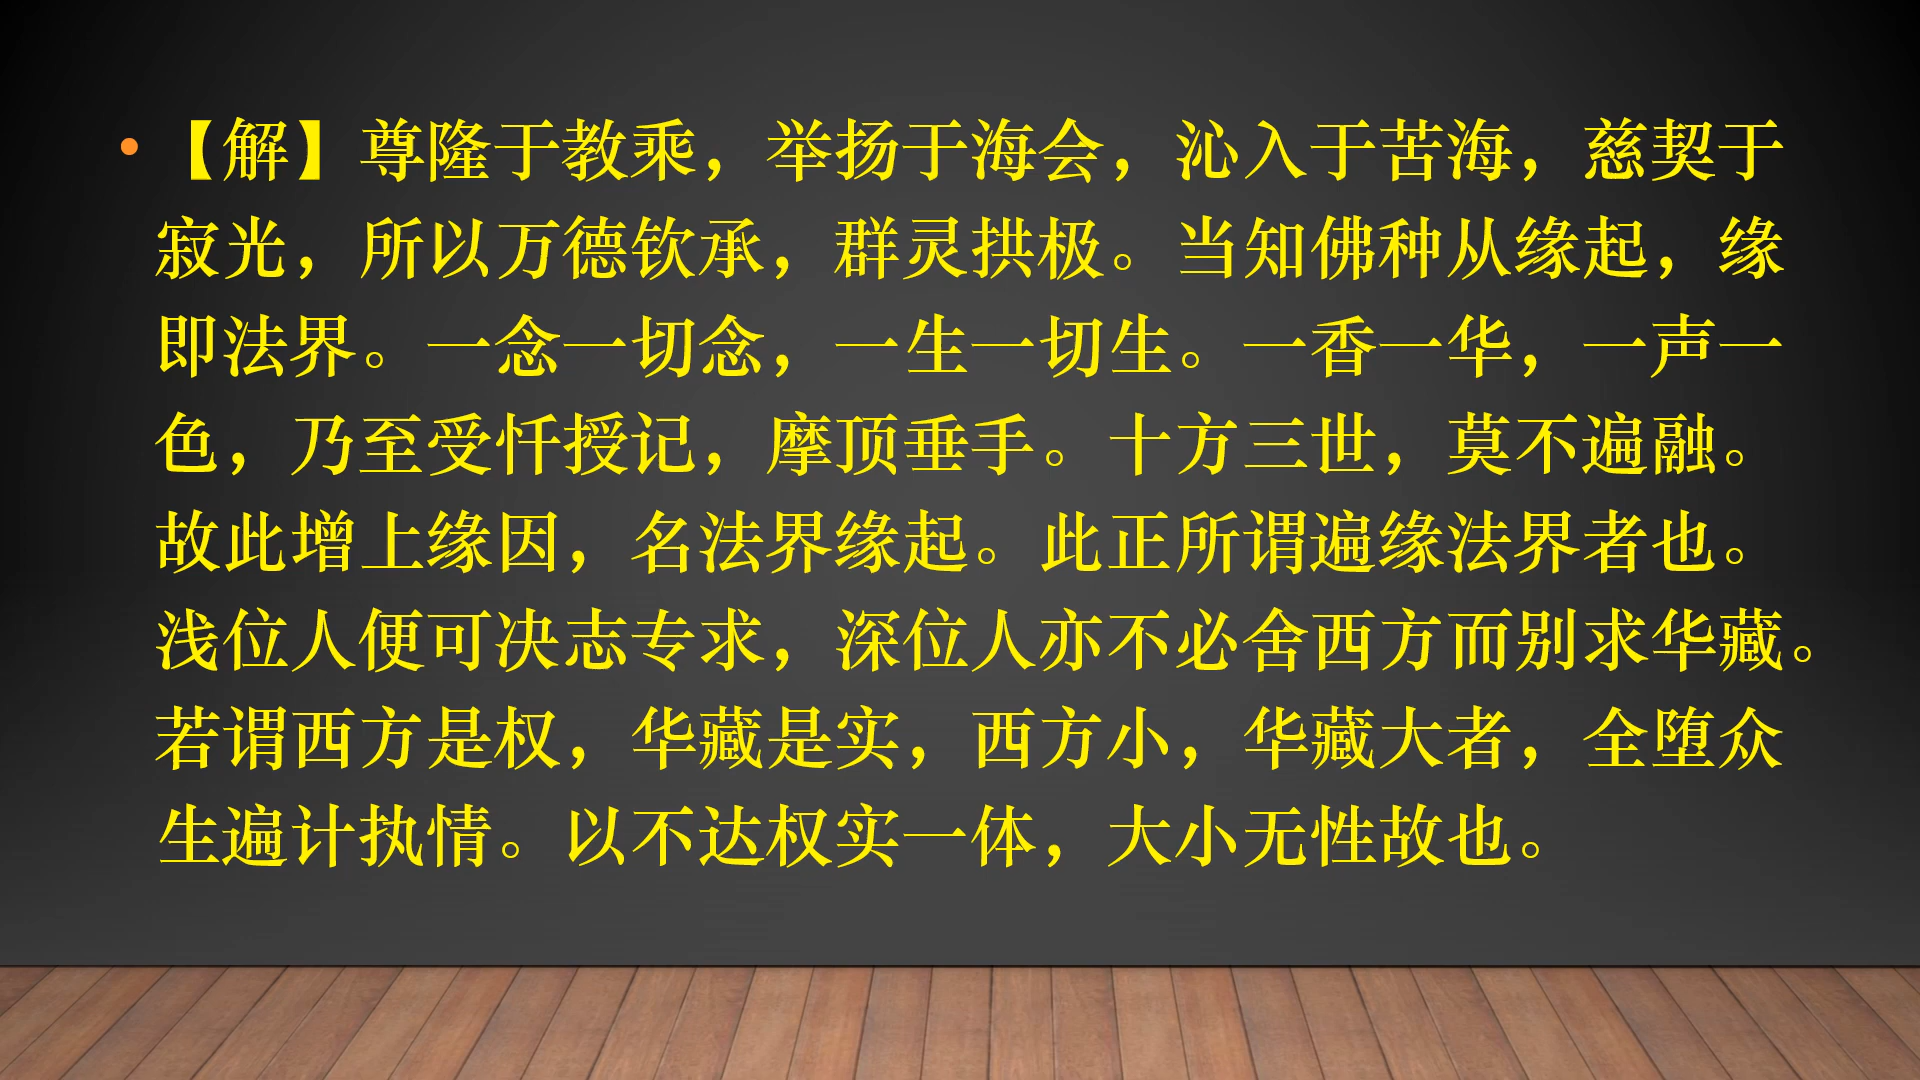 • 【解】尊隆于教乘，举扬于海会，沁入于苦海，慈契于
寂光，所以万德钦承，群灵拱极。当知佛种从缘起，缘
即法界。一念一切念，一生一切生。一香一华，一声一
色，乃至受忏授记，摩顶垂手。十方三世，莫不遍融。
故此增上缘因，名法界缘起。此正所谓遍缘法界者也。
浅位人便可决志专求，深位人亦不必舍西方而别求华藏。
若谓西方是权，华藏是实，西方小，华藏大者，全堕众
生遍计执情。以不达权实一体，大小无性故也。